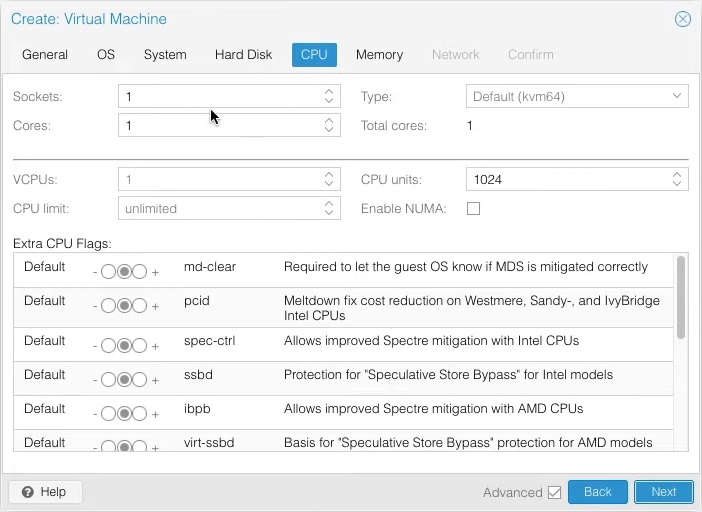 Create: Virtual Machine
General OS System Hard Disk CPU Memory Network Confirm
Sockets: 1 Type: Default (kvm64)
Cores: 1 Total cores: 1
VCPUs: 1 CPU units: 1024
CPU limit: unlimited Enable NUMA:
Extra CPU Flags:
Default - + md-clear Required to let the guest OS know if MDS is mitigated correctly
Default - + pcid Meltdown fix cost reduction on Westmere, Sandy-, and IvyBridge
Intel CPUs
Default - + spec-ctrl Allows improved Spectre mitigation with Intel CPUs
Default - + ssbd Protection for "Speculative Store Bypass" for Intel models
Default - + ibpb Allows improved Spectre mitigation with AMD CPUs
Default - + virt-ssbd Basis for "Speculative Store Bypass" protection for AMD models
? Help Advanced Back Next